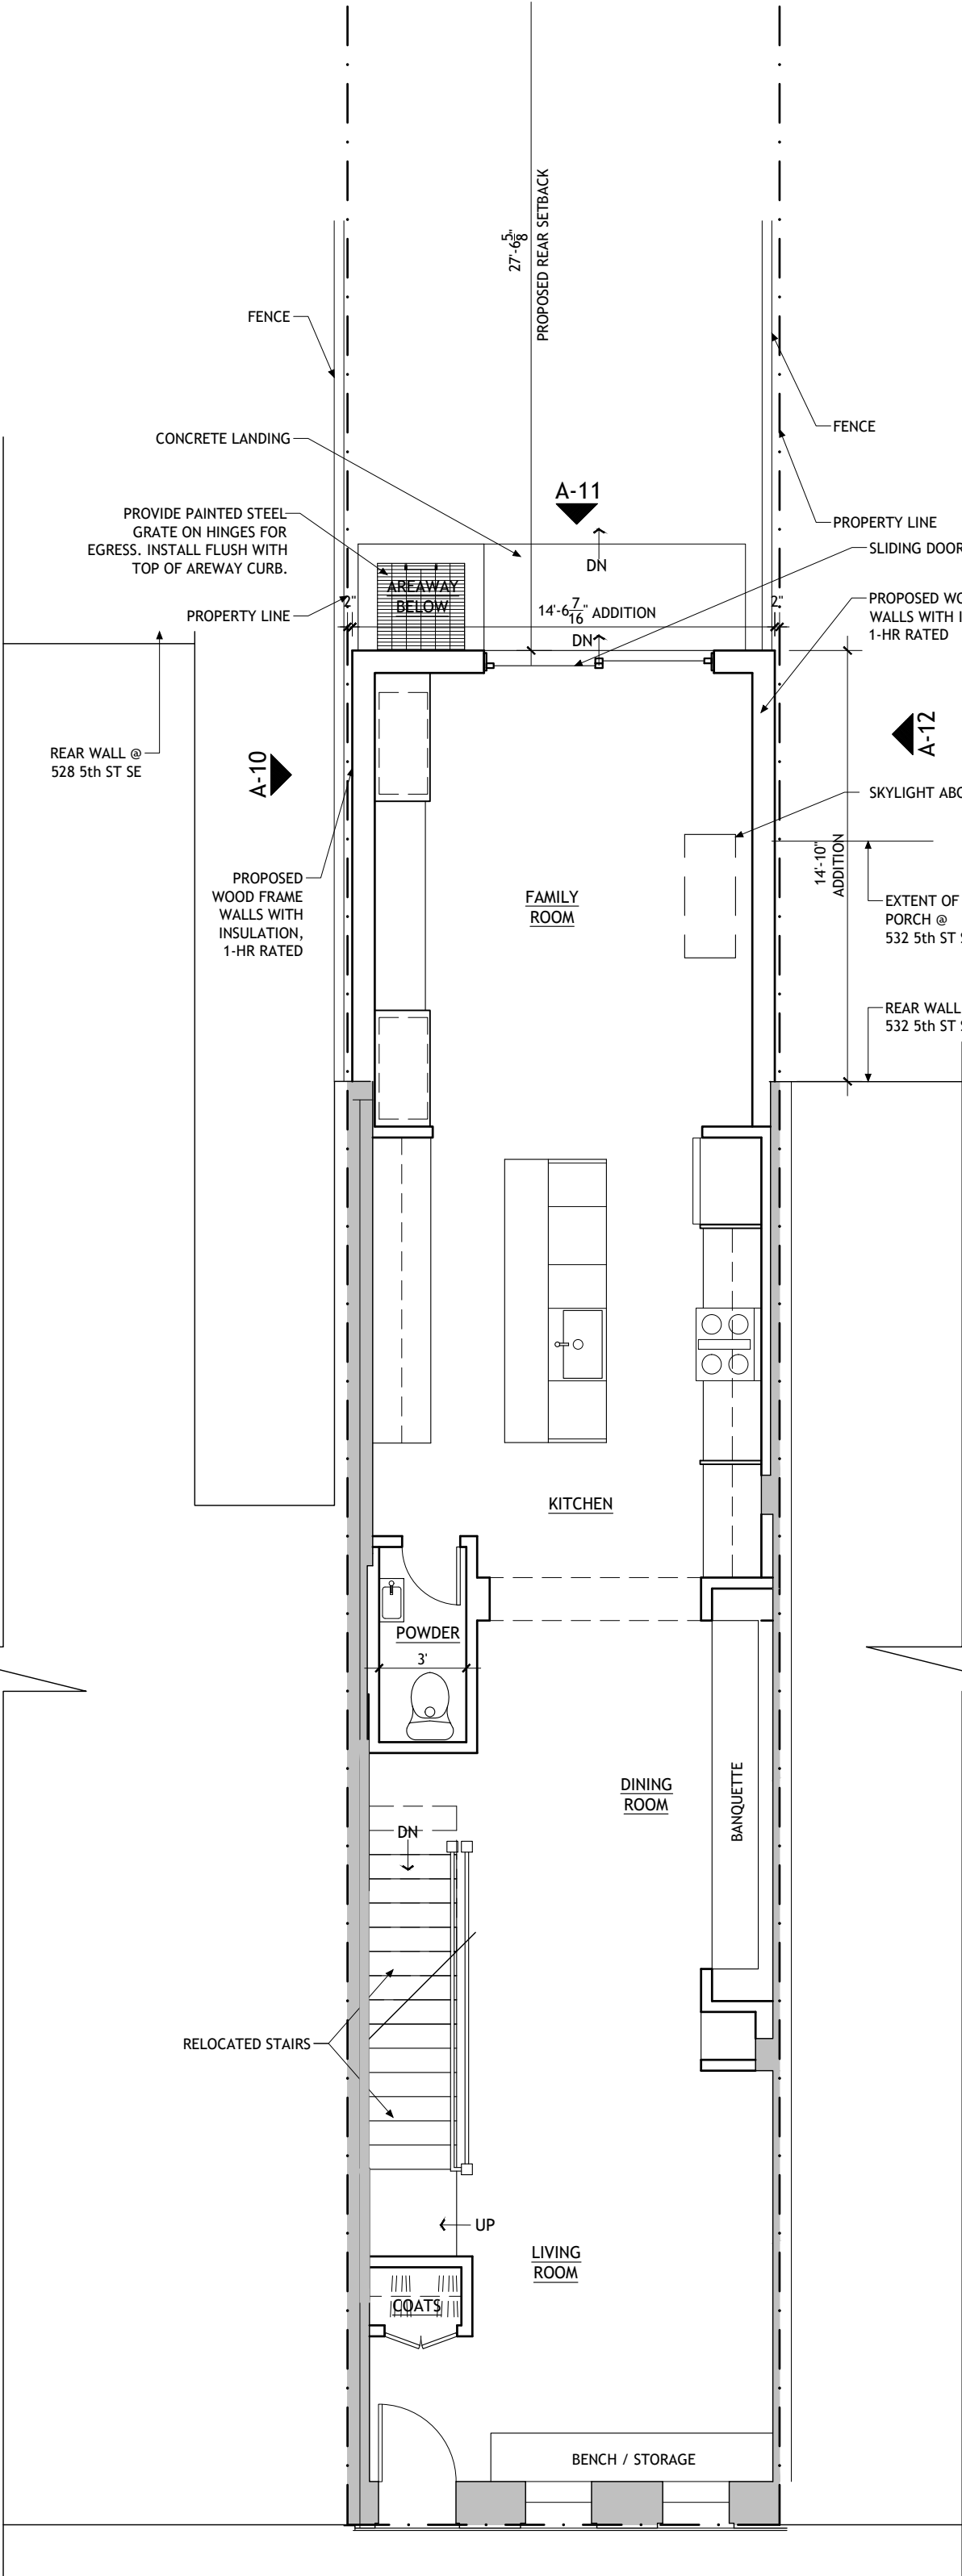 27'-6 5/8"
PROPOSED REAR SETBACK
FENCE
FENCE
CONCRETE LANDING
A-11
PROVIDE PAINTED STEEL
GRATE ON HINGES FOR
EGRESS. INSTALL FLUSH WITH
TOP OF AREWAY CURB.
PROPERTY LINE
SLIDING DOOR
DN
AREAWAY
BELOW
2"
14'-6 7/16" ADDITION
2"
PROPERTY LINE
DN
PROPOSED WO
WALLS WITH I
1-HR RATED
REAR WALL @
528 5th ST SE
A-10
A-12
SKYLIGHT ABO
14'-10"
ADDITION
PROPOSED
WOOD FRAME
WALLS WITH
INSULATION,
1-HR RATED
FAMILY
ROOM
EXTENT OF
PORCH @
532 5th ST S
REAR WALL
532 5th ST S
KITCHEN
POWDER
3'
DINING
ROOM
BANQUETTE
DN
RELOCATED STAIRS
UP
LIVING
ROOM
COATS
BENCH / STORAGE